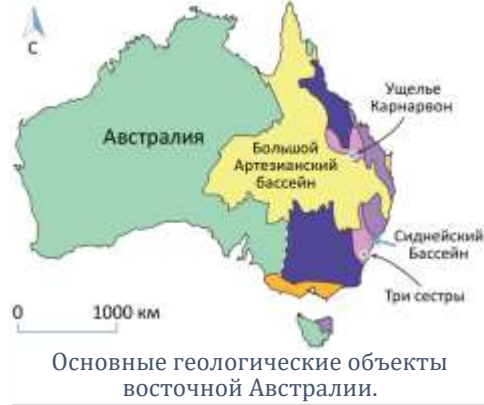 С
Ущелье
Карнарвон
Австралия
Большой
Артезианский
бассейн
Сиднейский
Бассейн
Три сестры
0 1000 км
Основные геологические объекты
восточной Австралии.